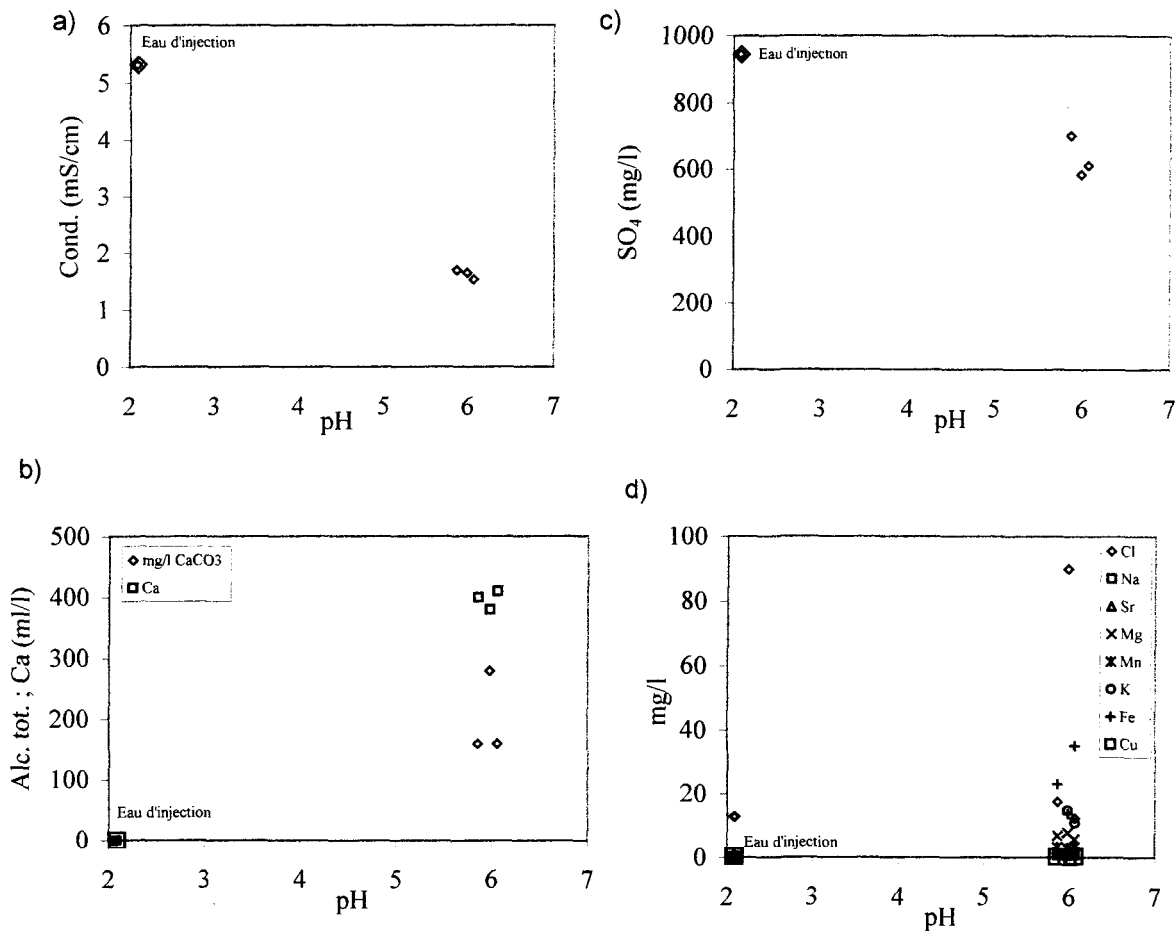 a)
6
5
4
3
2
1
0
Cond. (mS/cm)
Eau d'injection
2 3 4 5 6 7
pH
c)
1000
800
600
400
200
0
SO₄ (mg/l)
Eau d'injection
2 3 4 5 6 7
pH
b)
500
400
300
200
100
0
Alc. tot. ; Ca (ml/l)
mg/l CaCO3
Ca
Eau d'injection
2 3 4 5 6 7
pH
d)
100
80
60
40
20
0
mg/l
Cl
Na
Sr
Mg
Mn
K
Fe
Cu
Eau d'injection
2 3 4 5 6 7
pH